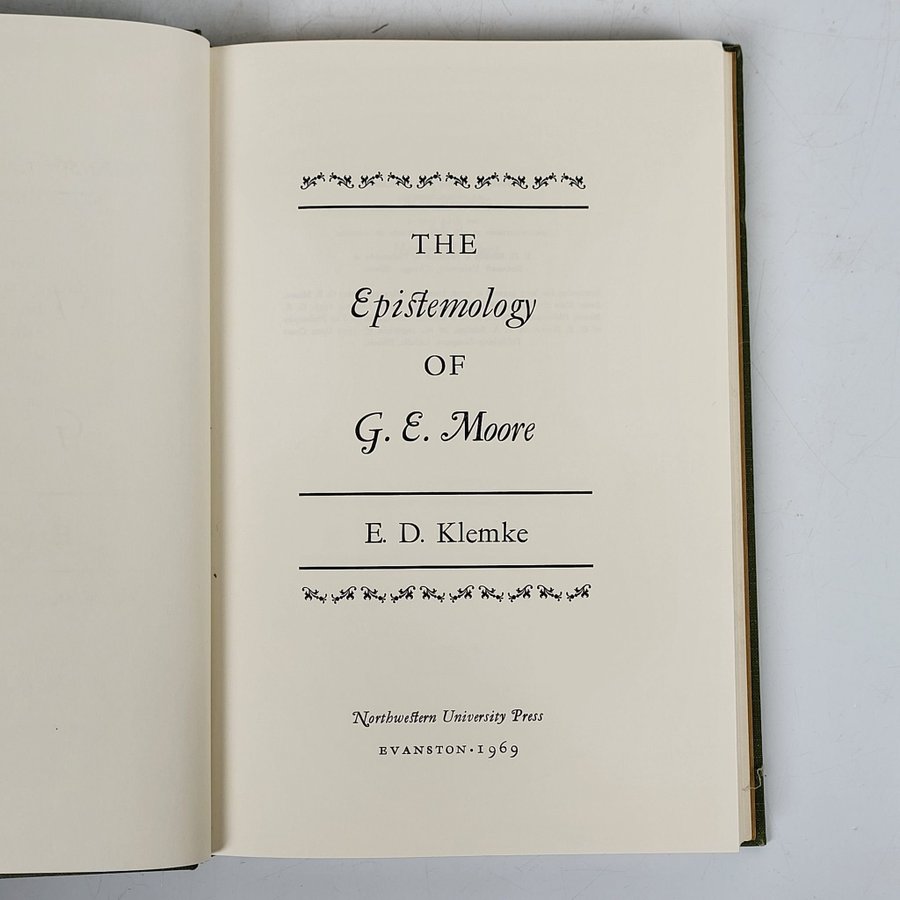 THE
Epistemology
OF
G. E. Moore
E. D. Klemke
Northwestern University Press
EVANSTON · 1969